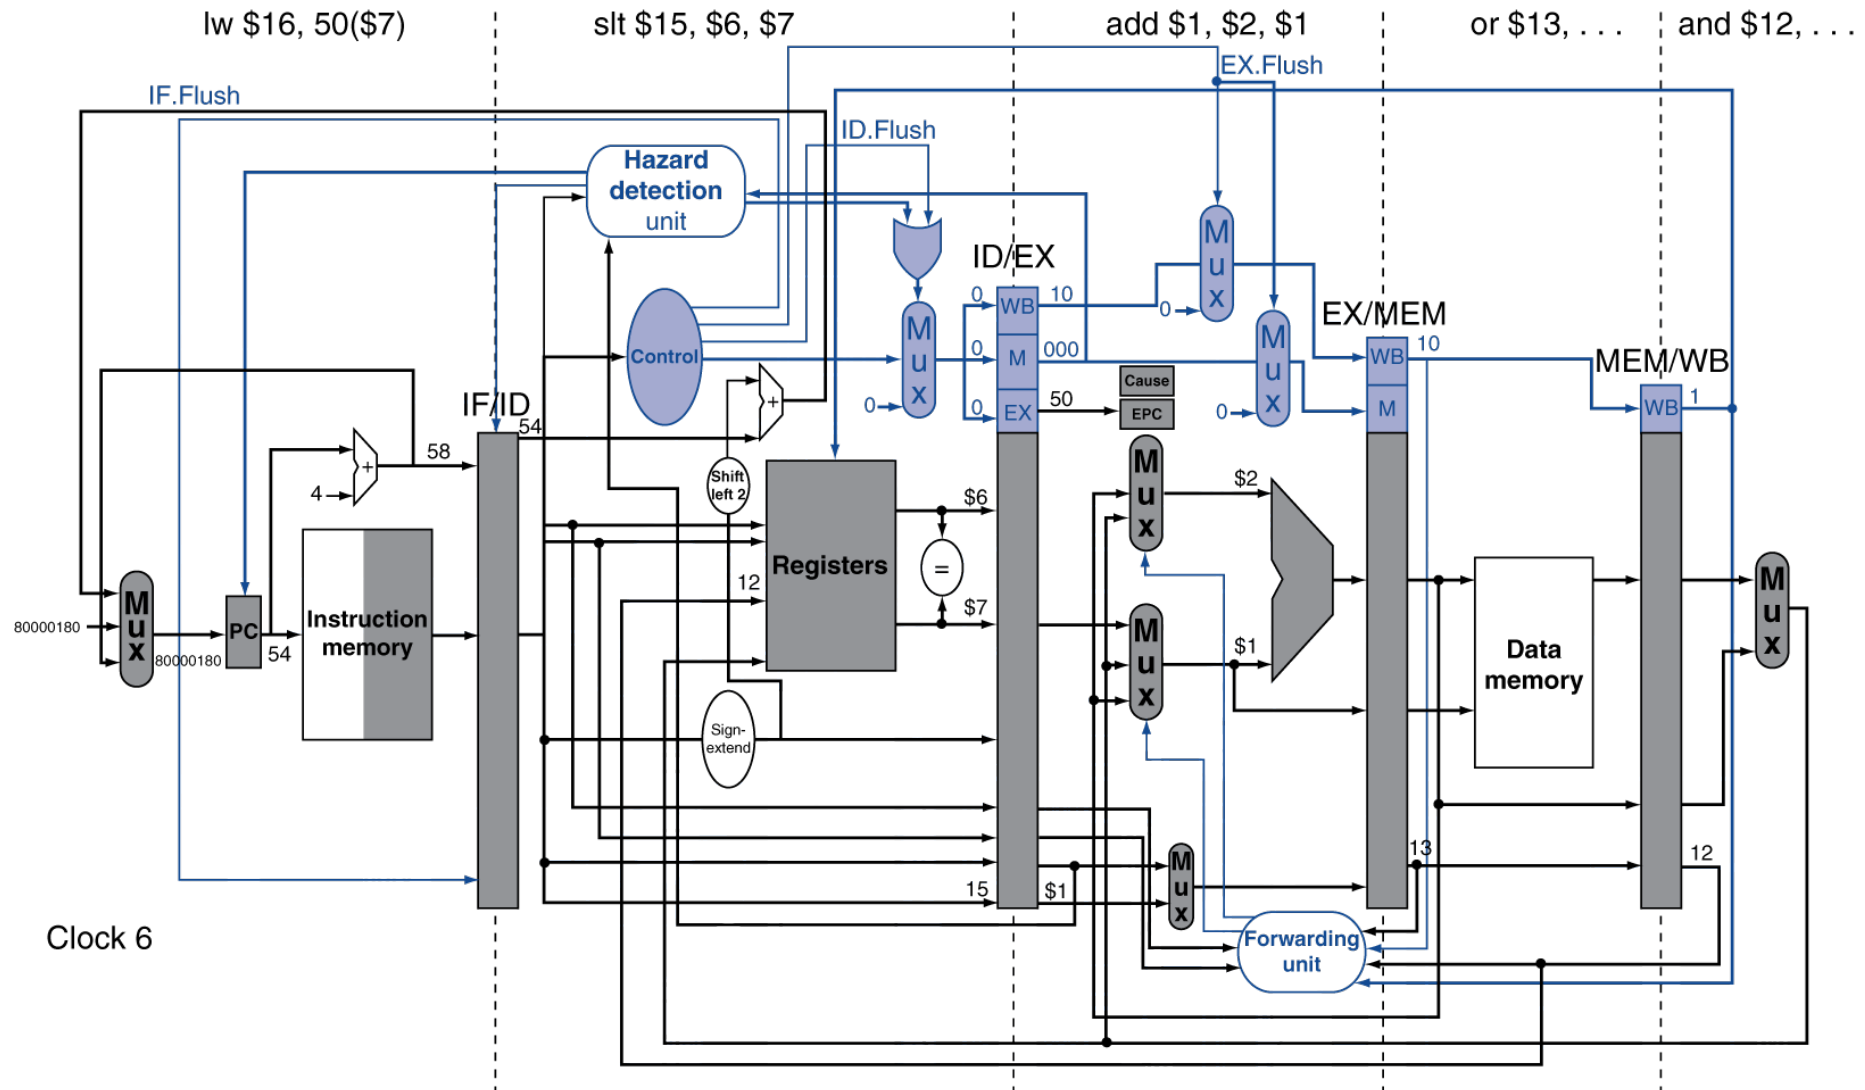 lw $16, 50($7)
slt $15, $6, $7
add $1, $2, $1
or $13, . . .
and $12, . . .
EX.Flush
IF.Flush
ID.Flush
Hazard
detection
unit
M
u
x
ID/EX
0
WB
10
0
M
u
x
EX/MEM
Control
M
u
x
0
0
M
000
0
EX
50
Cause
EPC
M
u
x
0
WB
10
M
MEM/WB
WB
1
IF/ID
54
+
58
+
4
Shift
left 2
M
u
x
$2
$6
Registers
=
12
$7
M
u
x
$1
Instruction
memory
M
u
x
80000180
80000180
PC
54
Data
memory
M
u
x
Sign-
extend
13
12
M
u
x
15
$1
Forwarding
unit
Clock 6